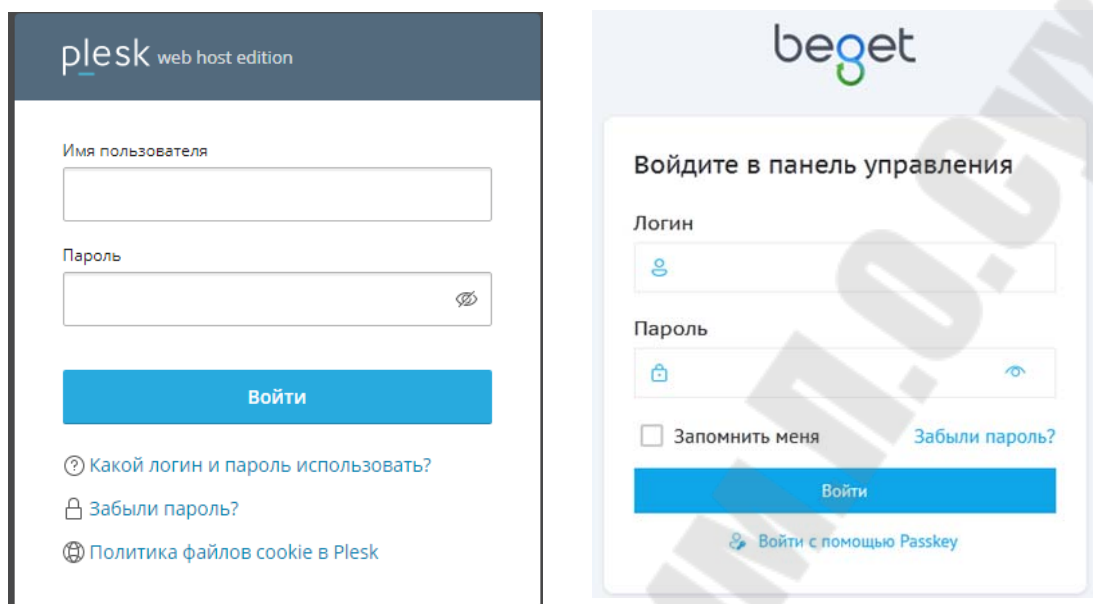 plesk web host edition
Имя пользователя
Пароль
Войти
Какой логин и пароль использовать?
Забыли пароль?
Политика файлов cookie в Plesk
beget
Войдите в панель управления
Логин
Пароль
Запомнить меня
Забыли пароль?
Войти
Войти с помощью Passkey